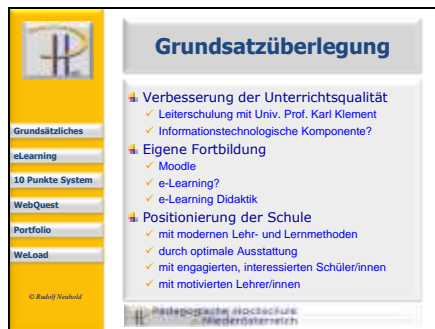 Grundsatzüberlegung
Grundsätzliches
eLearning
10 Punkte System
WebQuest
Portfolio
WeLoad
© Rudolf Neuhold
Verbesserung der Unterrichtsqualität
Leiterschulung mit Univ. Prof. Karl Klement
Informationstechnologische Komponente?
Eigene Fortbildung
Moodle
e-Learning?
e-Learning Didaktik
Positionierung der Schule
mit modernen Lehr- und Lernmethoden
durch optimale Ausstattung
mit engagierten, interessierten Schüler/innen
mit motivierten Lehrer/innen
Pädagogische Hochschule
Niederösterreich